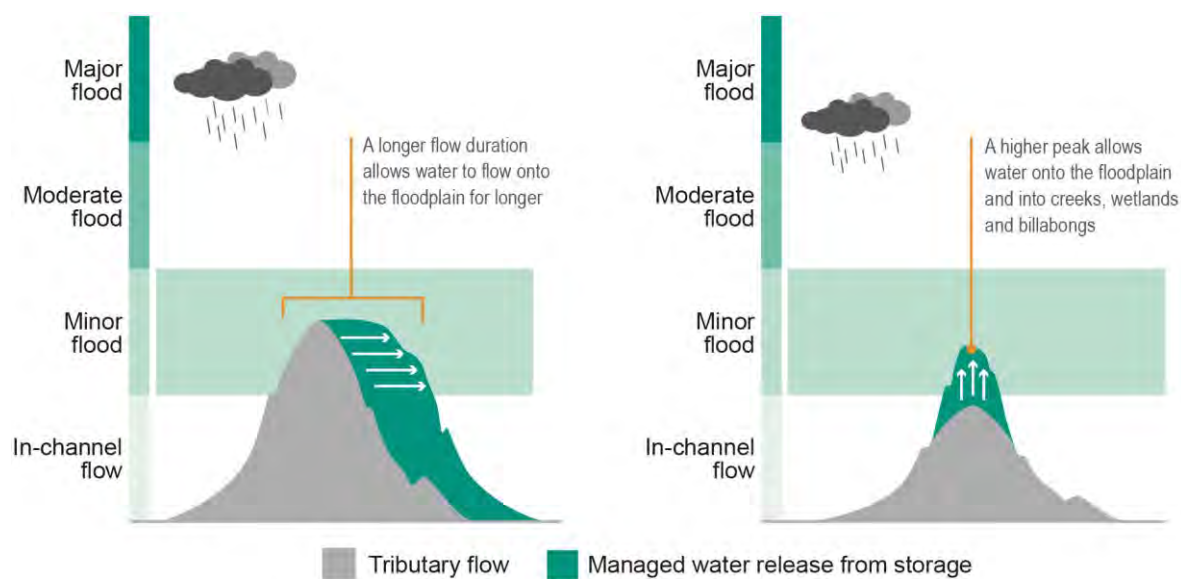 Major
flood
Moderate
flood
Minor
flood
In-channel
flow
A longer flow duration
allows water to flow onto
the floodplain for longer
Major
flood
Moderate
flood
Minor
flood
In-channel
flow
A higher peak allows
water onto the floodplain
and into creeks, wetlands
and billabongs
Tributary flow
Managed water release from storage